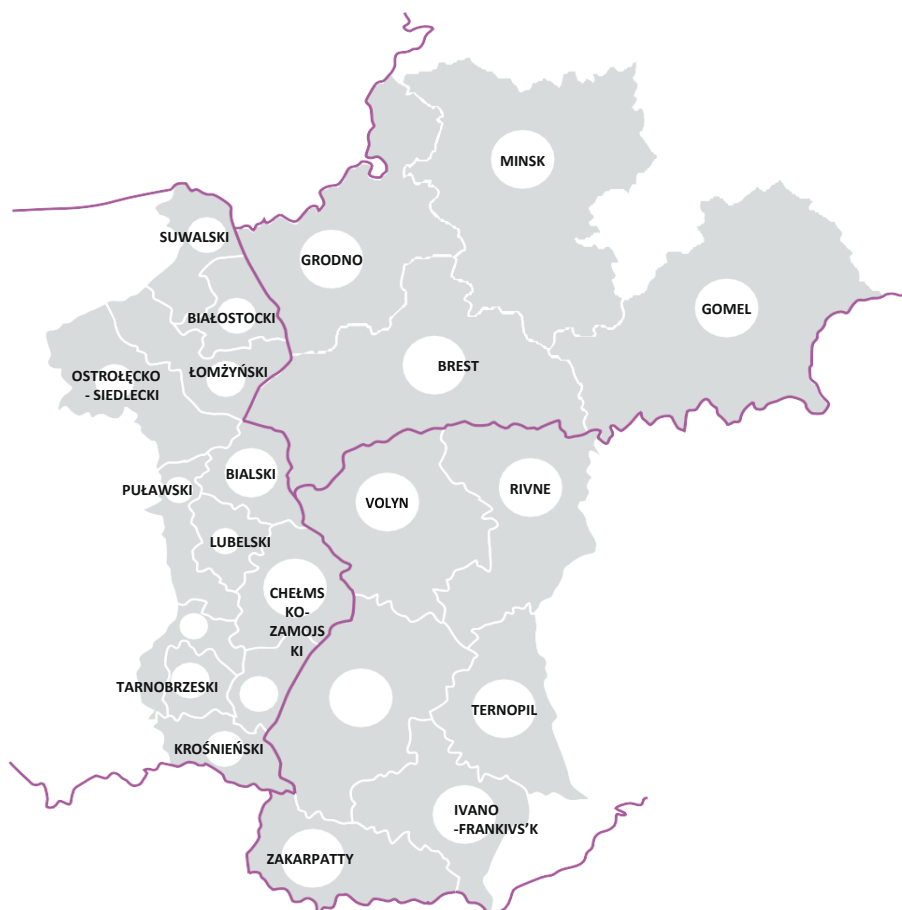 MINSK
SUWALSKI
GRODNO
GOMEL
BIAŁOSTOCKI
BREST
ŁOMŻYŃSKI
OSTROŁĘCKO
- SIEDLECKI
BIALSKI
PUŁAWSKI
VOLYN
RIVNE
LUBELSKI
CHEŁMS
KO-
ZAMOJS
KI
TARNOBRZESKI
TERNOPIL
KROŚNIEŃSKI
IVANO
-FRANKIVS’K
ZAKARPATTY